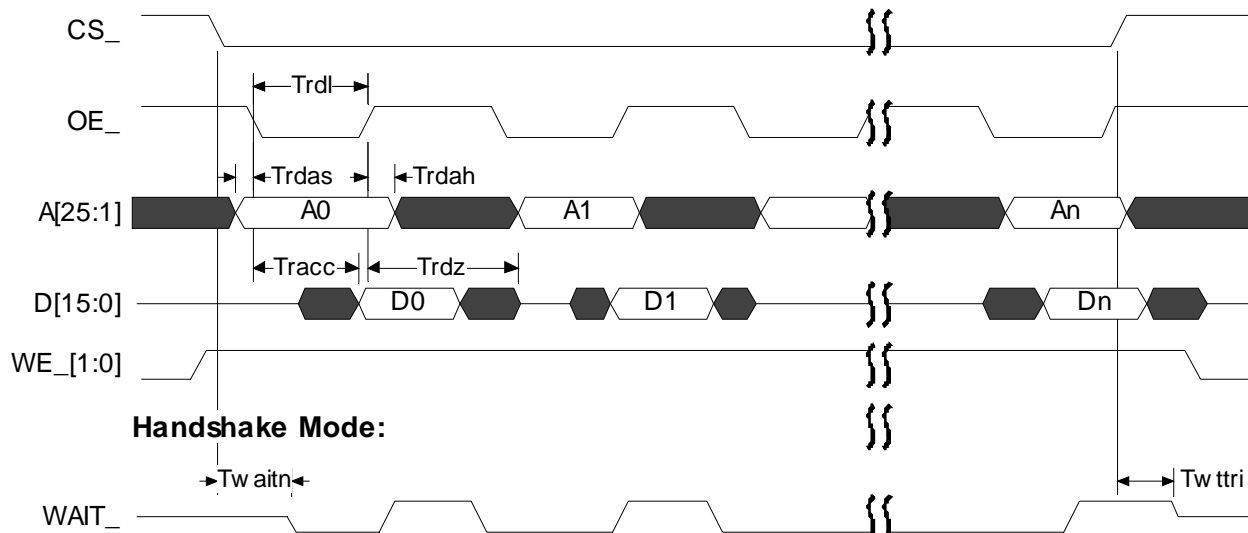 CS_
Trdl
OE_
Trdas Trdah
A[25:1] A0 A1 An
Tracc Trdz
D[15:0] D0 D1 Dn
WE_[1:0]
Handshake Mode:
Tw aitn Tw ttri
WAIT_